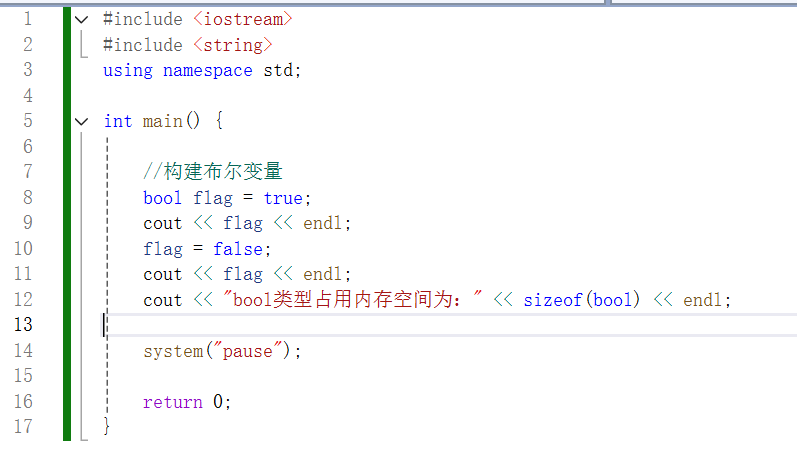 1 #include <iostream>
2 #include <string>
3 using namespace std;
4
5 int main() {
6
7 //构建布尔变量
8 bool flag = true;
9 cout << flag << endl;
10 flag = false;
11 cout << flag << endl;
12 cout << "bool类型占用内存空间为：" << sizeof(bool) << endl;
13
14 system("pause");
15
16 return 0;
17 }